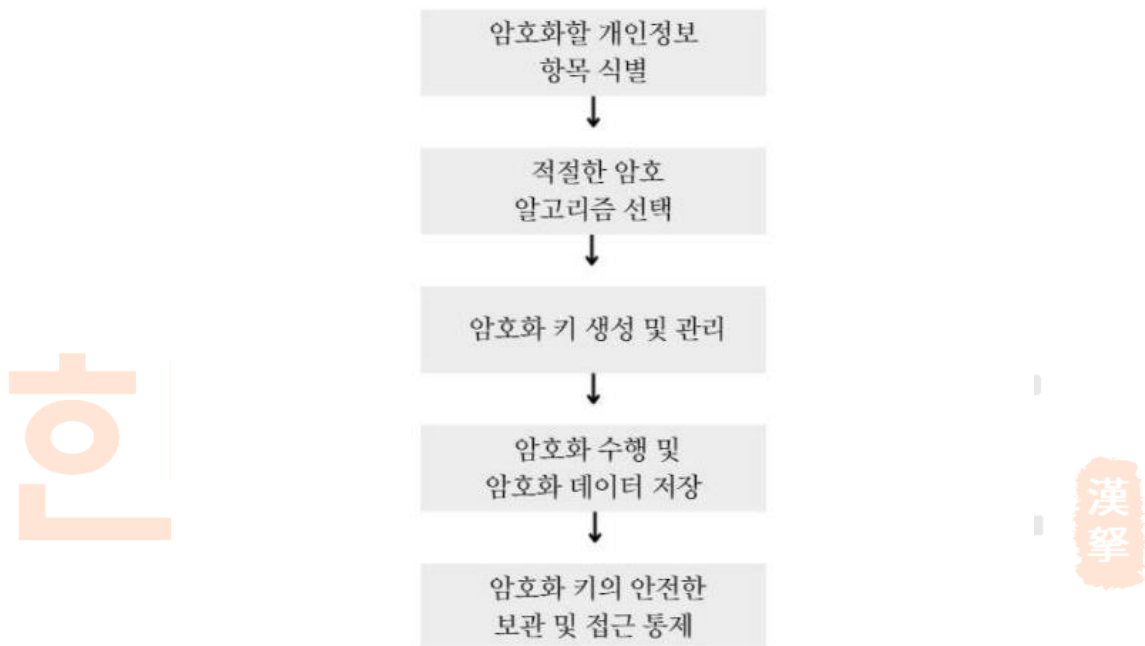 암호화할 개인정보
항목 식별
적절한 암호
알고리즘 선택
암호화 키 생성 및 관리
암호화 수행 및
암호화 데이터 저장
암호화 키의 안전한
보관 및 접근 통제
한
漢
拏